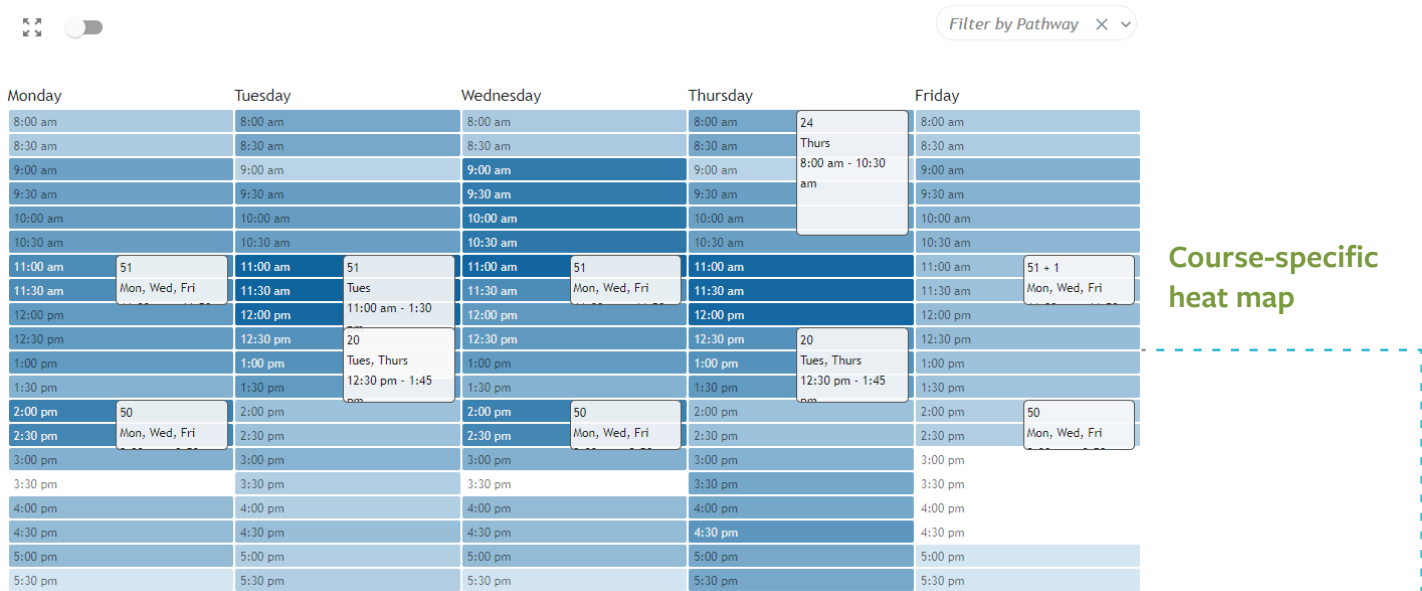 Filter by Pathway
Monday Tuesday Wednesday Thursday Friday
8:00 am 8:00 am 8:00 am 8:00 am 8:00 am
8:30 am 8:30 am 8:30 am 8:30 am 8:30 am
9:00 am 9:00 am 9:00 am 9:00 am 9:00 am
9:30 am 9:30 am 9:30 am 9:30 am 9:30 am
10:00 am 10:00 am 10:00 am 10:00 am 10:00 am
10:30 am 10:30 am 10:30 am 10:30 am 10:30 am
11:00 am 11:00 am 11:00 am 11:00 am 11:00 am
11:30 am 11:30 am 11:30 am 11:30 am 11:30 am
12:00 pm 12:00 pm 12:00 pm 12:00 pm 12:00 pm
12:30 pm 12:30 pm 12:30 pm 12:30 pm 12:30 pm
1:00 pm 1:00 pm 1:00 pm 1:00 pm 1:00 pm
1:30 pm 1:30 pm 1:30 pm 1:30 pm 1:30 pm
2:00 pm 2:00 pm 2:00 pm 2:00 pm 2:00 pm
2:30 pm 2:30 pm 2:30 pm 2:30 pm 2:30 pm
3:00 pm 3:00 pm 3:00 pm 3:00 pm 3:00 pm
3:30 pm 3:30 pm 3:30 pm 3:30 pm 3:30 pm
4:00 pm 4:00 pm 4:00 pm 4:00 pm 4:00 pm
4:30 pm 4:30 pm 4:30 pm 4:30 pm 4:30 pm
5:00 pm 5:00 pm 5:00 pm 5:00 pm 5:00 pm
5:30 pm 5:30 pm 5:30 pm 5:30 pm 5:30 pm
24
Thurs
8:00 am - 10:30
am
51
Mon, Wed, Fri
51
Tues
11:00 am - 1:30
51
Mon, Wed, Fri
51 + 1
Mon, Wed, Fri
20
Tues, Thurs
12:30 pm - 1:45
20
Tues, Thurs
12:30 pm - 1:45
50
Mon, Wed, Fri
50
Mon, Wed, Fri
50
Mon, Wed, Fri
Course-specific
heat map